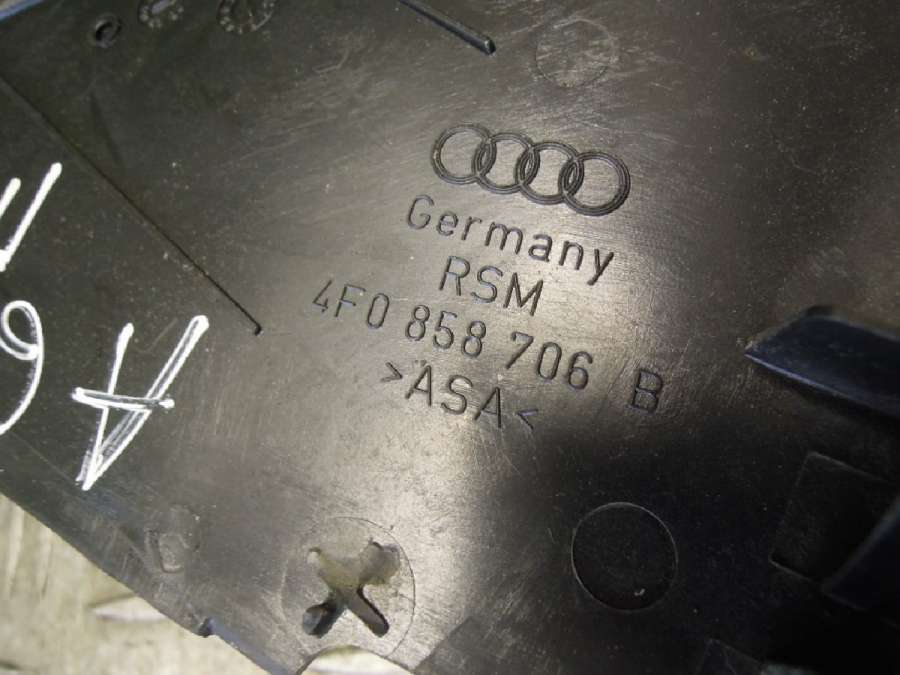 Germany
RSM
4F0 858 706 B
>ASA<
A6